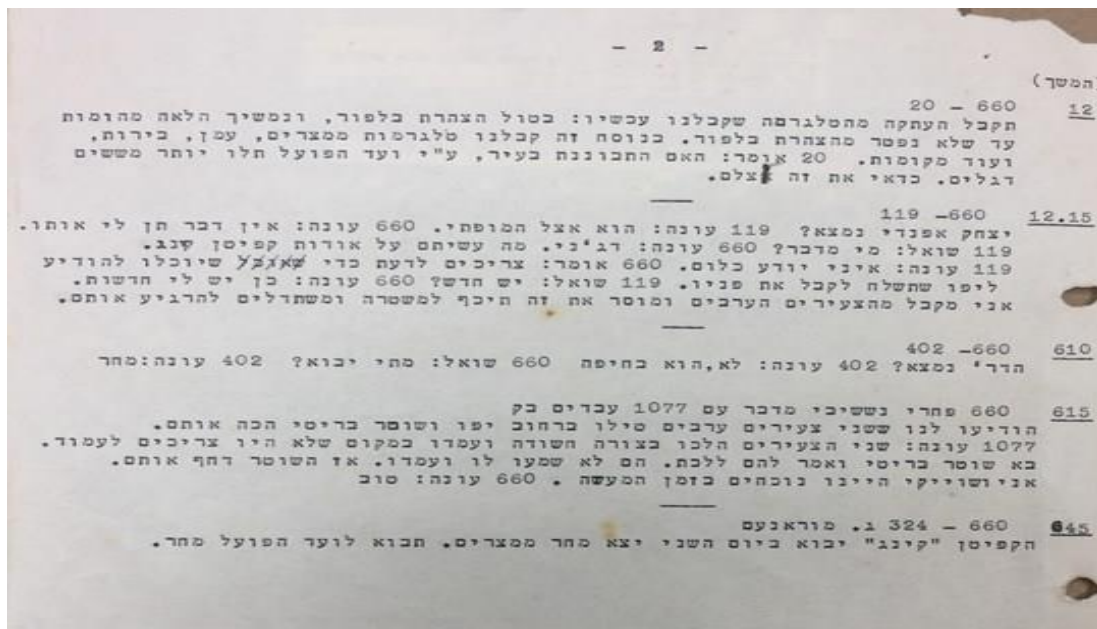 - 2 -
(המשך)
12 660 - 20
תקבל העתקה מהטלגרמה שקבלנו עכשיו: בטול הצהרת בלפור, ונמשיך הלאה מהומות
עד שלא נפטר מהצהרת בלפור. בנוסח זה קבלנו טלגרמות ממצרים, עמן, בירות,
ועוד מקומות. 20 אומר: האם התבוננת בעיר, ע"י ועד הפועל תלו יותר מששים
דגלים. כדאי את זה לצלם.
12.15 660- 119
יצחק אפנדי נמצא? 119 עונה: הוא אצל המופתי. 660 עונה: אין דבר תן לי אותו.
119 שואל: מי מדבר? 660 עונה: דג'ני. מה עשיתם על אודות קפיטן קינג.
119 עונה: איני יודע כלום. 660 אומר: צריכים לדעת כדי שיוכלו להודיע
ליפו שתשלח לקבל את פניו. 119 שואל: יש חדש? 660 עונה: כן יש לי חדשות.
אני מקבל מהצעירים הערבים ומוסר את זה תיכף למשטרה ומשתדלים להרגיע אותם.
610 660- 402
הדר' נמצא? 402 עונה: לא,הוא בחיפה 660 שואל: מתי יבוא? 402 עונה:מחר
615 660 פחרי נששיבי מדבר עם 1077 עבדים בק
הודיעו לנו ששני צעירים ערבים טילו ברחוב יפו ושוטר בריטי הכה אותם.
1077 עונה: שני הצעירים הלכו בצורה חשודה ועמדו במקום שלא היו צריכים לעמוד.
בא שוטר בריטי ואמר להם ללכת. הם לא שמעו לו ועמדו. אז השוטר דחף אותם.
אני ושוייקי היינו נוכחים בזמן המעשה . 660 עונה: טוב
645 660 - 324 ג. מוראנעם
הקפיטן "קינג" יבוא ביום השני יצא מחר ממצרים. תבוא לועד הפועל מחר.